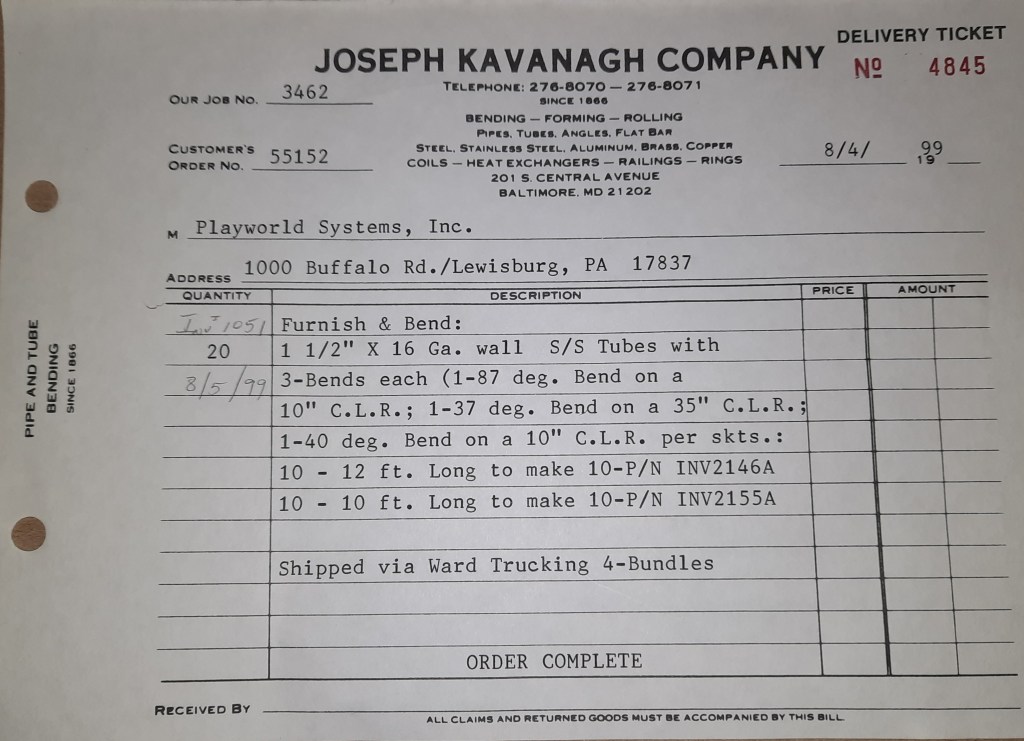 DELIVERY TICKET
JOSEPH KAVANAGH COMPANY
Nº 4845
TELEPHONE: 276-8070 — 276-8071
OUR JOB NO. 3462
SINCE 1866
BENDING — FORMING — ROLLING
PIPES, TUBES, ANGLES, FLAT BAR
STEEL, STAINLESS STEEL, ALUMINUM, BRASS, COPPER
CUSTOMER'S
ORDER NO. 55152
COILS — HEAT EXCHANGERS — RAILINGS — RINGS
8/4/ 1999
201 S. CENTRAL AVENUE
BALTIMORE, MD 21202
M Playworld Systems, Inc.
ADDRESS 1000 Buffalo Rd./Lewisburg, PA 17837
QUANTITY DESCRIPTION PRICE AMOUNT
Inv# 1051 Furnish & Bend:
20 1 1/2" X 16 Ga. wall S/S Tubes with
8/5/99 3-Bends each (1-87 deg. Bend on a
10" C.L.R.; 1-37 deg. Bend on a 35" C.L.R.;
1-40 deg. Bend on a 10" C.L.R. per skts.:
10 - 12 ft. Long to make 10-P/N INV2146A
10 - 10 ft. Long to make 10-P/N INV2155A
Shipped via Ward Trucking 4-Bundles
ORDER COMPLETE
RECEIVED BY
ALL CLAIMS AND RETURNED GOODS MUST BE ACCOMPANIED BY THIS BILL.
PIPE AND TUBE
BENDING
SINCE 1866